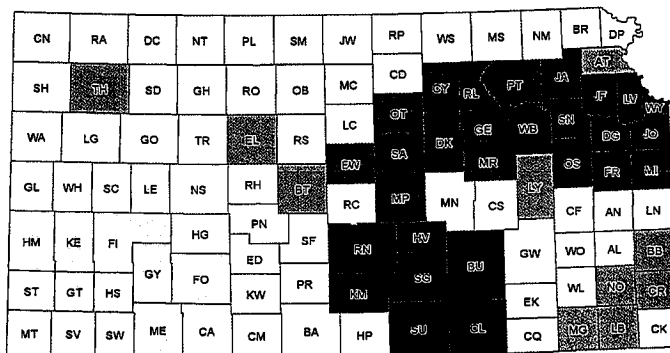 CN RA DC NT PL SM JW RP WS MS NM BR DP
AT
SH TH SD GH RO OB MC CD CY RL PT JA JF LV WY
OT
WA LG GO TR EL RS LC DK GE WB SN DG JO
EW SA MR OS FR MI
GL WH SC LE NS RH BT RC MP MN CS LY CF AN LN
PN
HM KE FI HG SF RN HV BU GW WO AL BB
ED
GY FO SG
ST GT HS KW PR KM EK WL NO CR
MT SV SW ME CA CM BA HP SU CL CQ MG LB CK